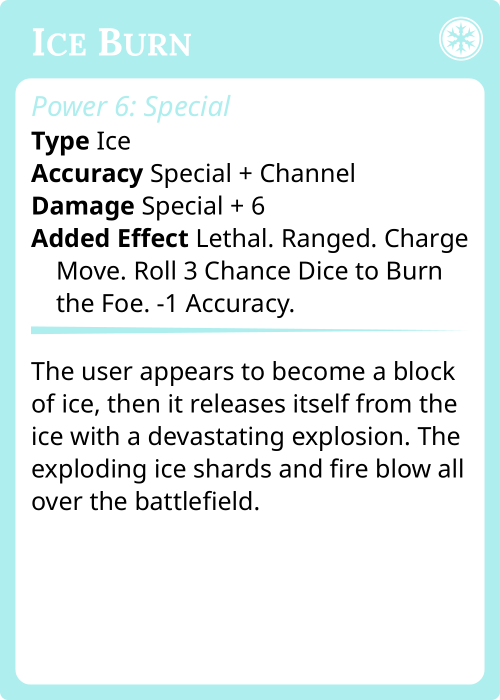 Ice Burn
Power 6: Special
Type Ice
Accuracy Special + Channel
Damage Special + 6
Added Effect Lethal. Ranged. Charge
Move. Roll 3 Chance Dice to Burn
the Foe. -1 Accuracy.
The user appears to become a block
of ice, then it releases itself from the
ice with a devastating explosion. The
exploding ice shards and fire blow all
over the battlefield.